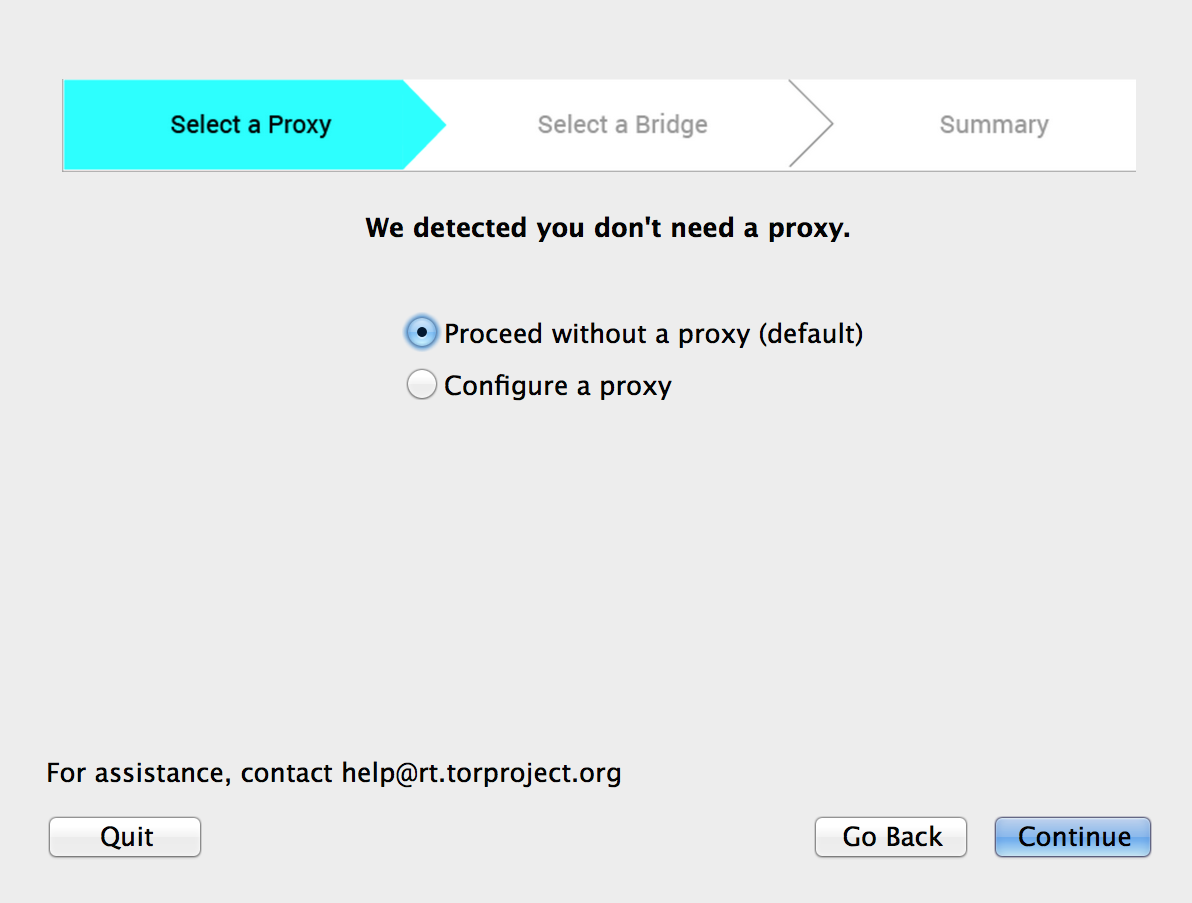 Select a Proxy
Select a Bridge
Summary
We detected you don't need a proxy.
Proceed without a proxy (default)
Configure a proxy
For assistance, contact help@rt.torproject.org
Quit
Go Back
Continue